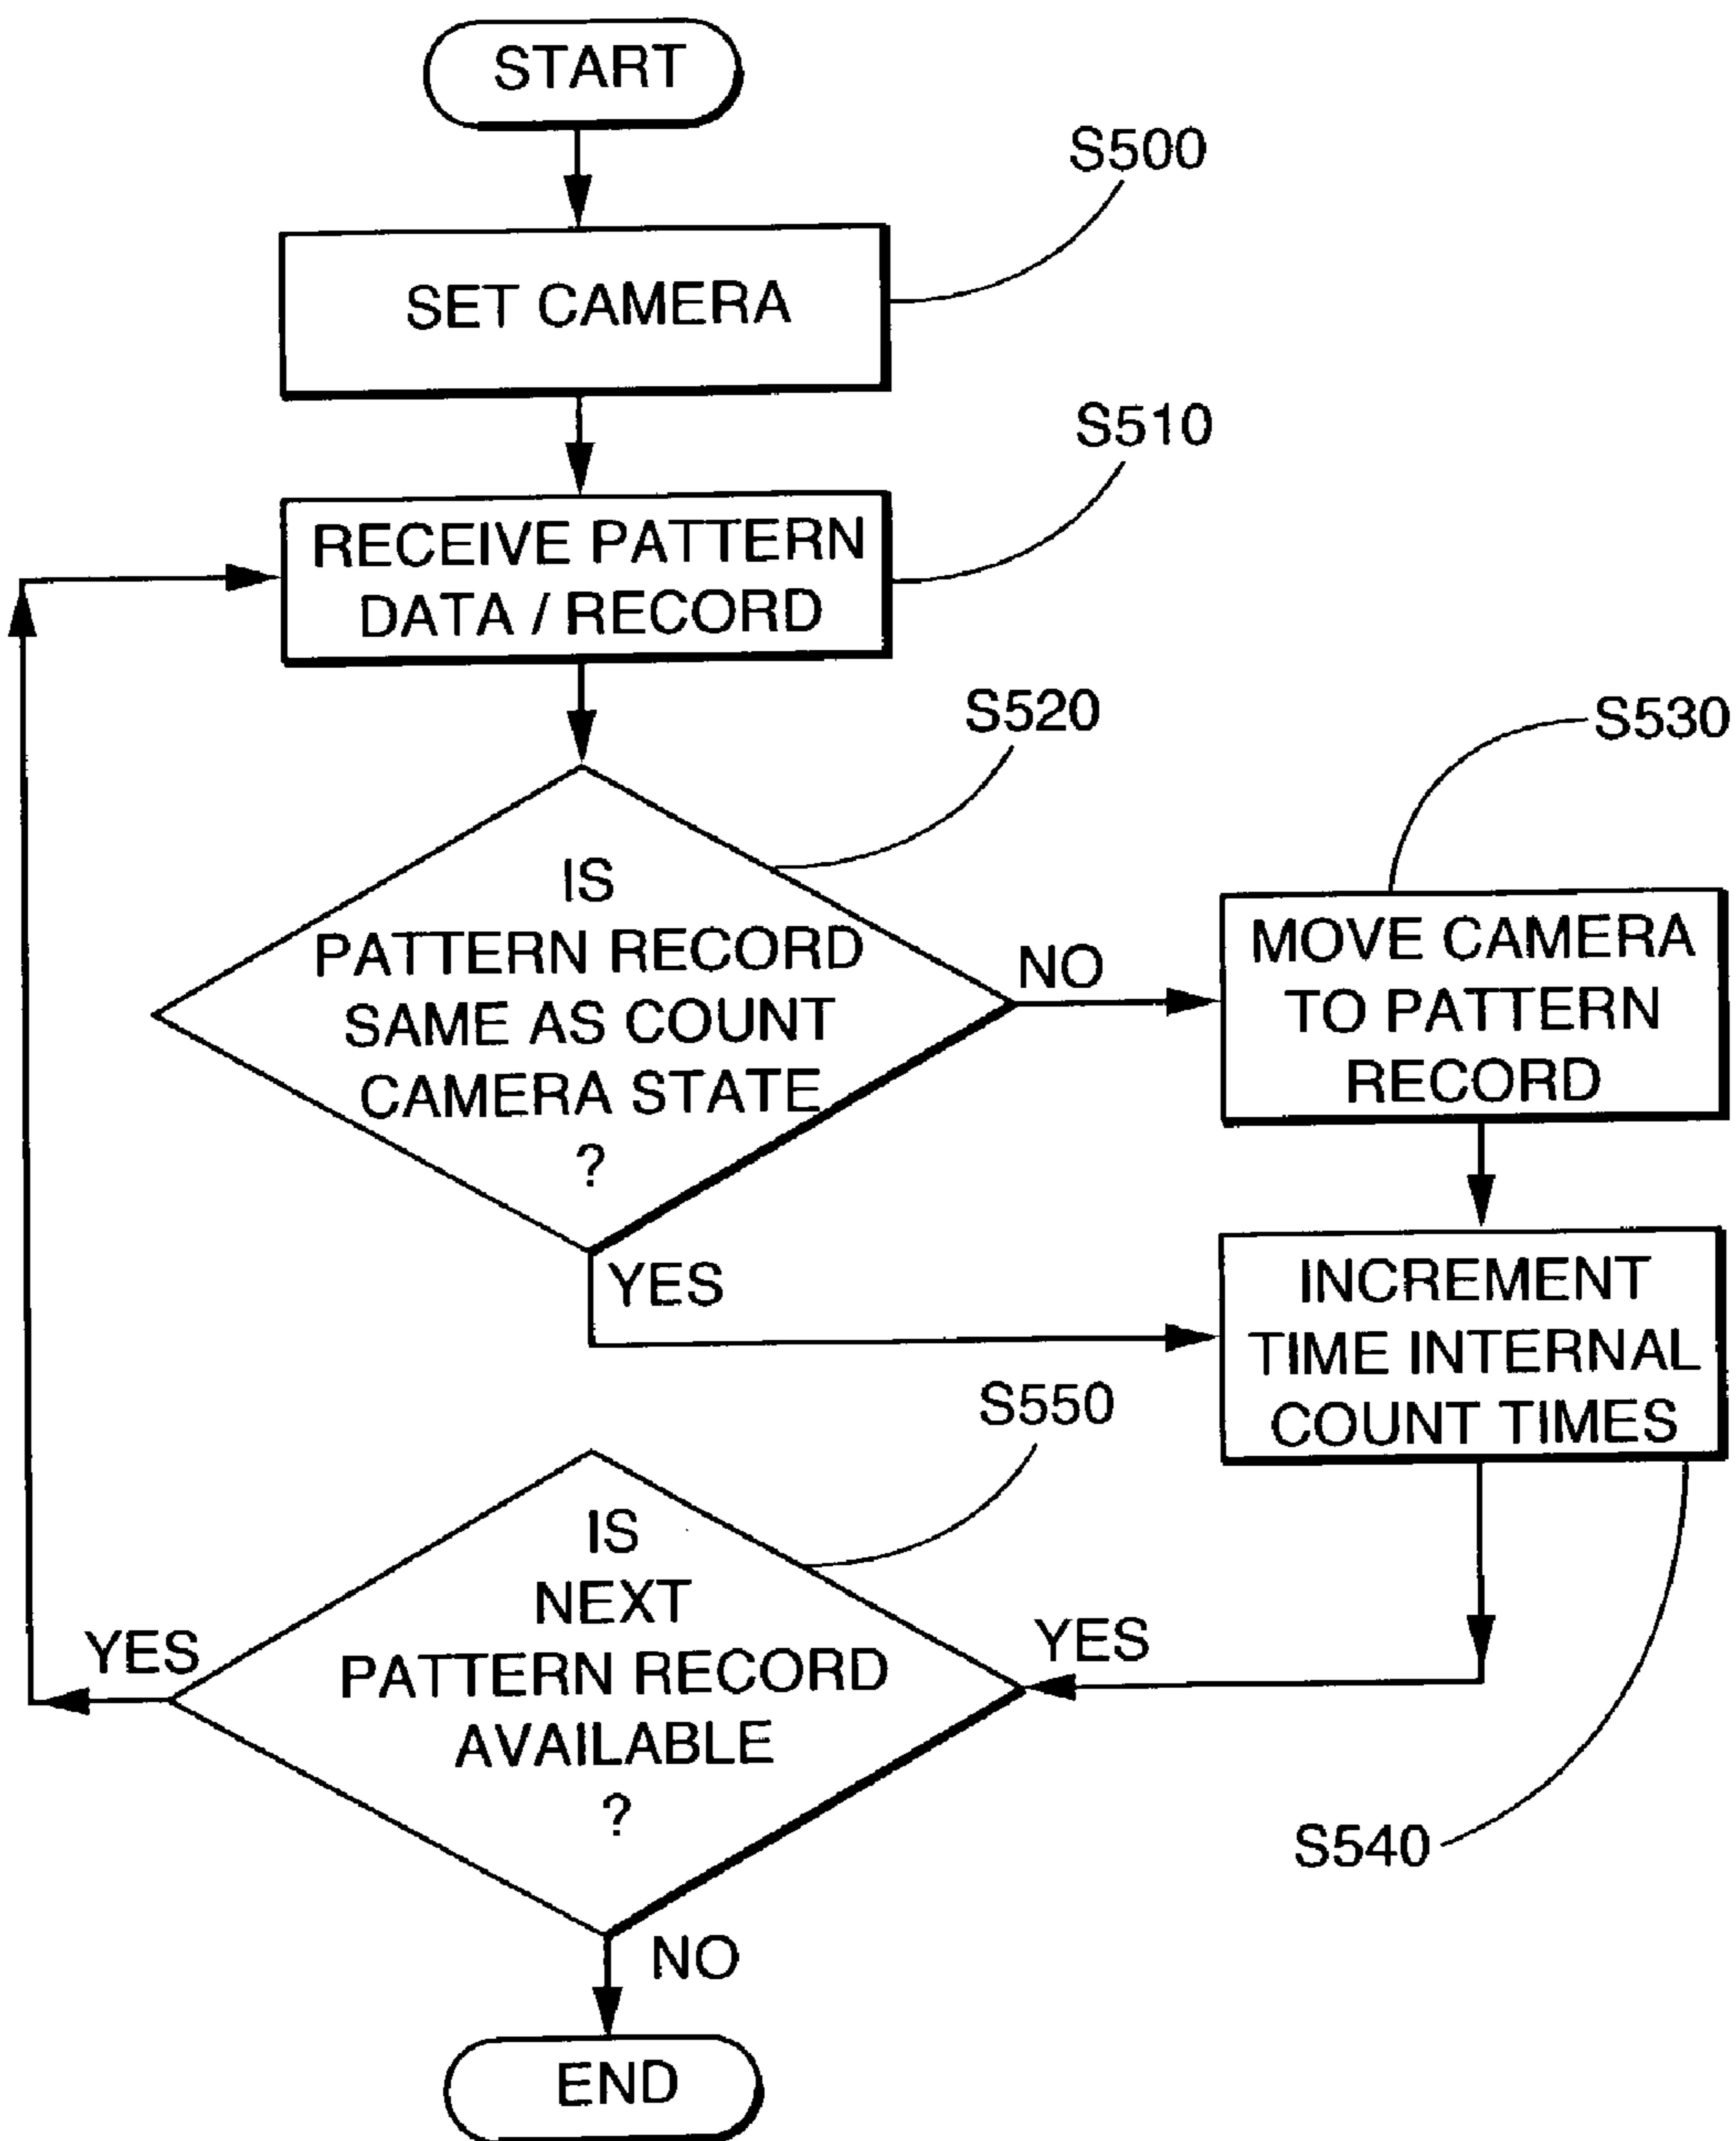 START
S500
SET CAMERA
S510
RECEIVE PATTERN
DATA / RECORD
S520
IS
PATTERN RECORD
SAME AS COUNT
CAMERA STATE
?
NO
YES
S530
MOVE CAMERA
TO PATTERN
RECORD
INCREMENT
TIME INTERNAL
COUNT TIMES
S540
S550
IS
NEXT
PATTERN RECORD
AVAILABLE
?
YES
YES
NO
END